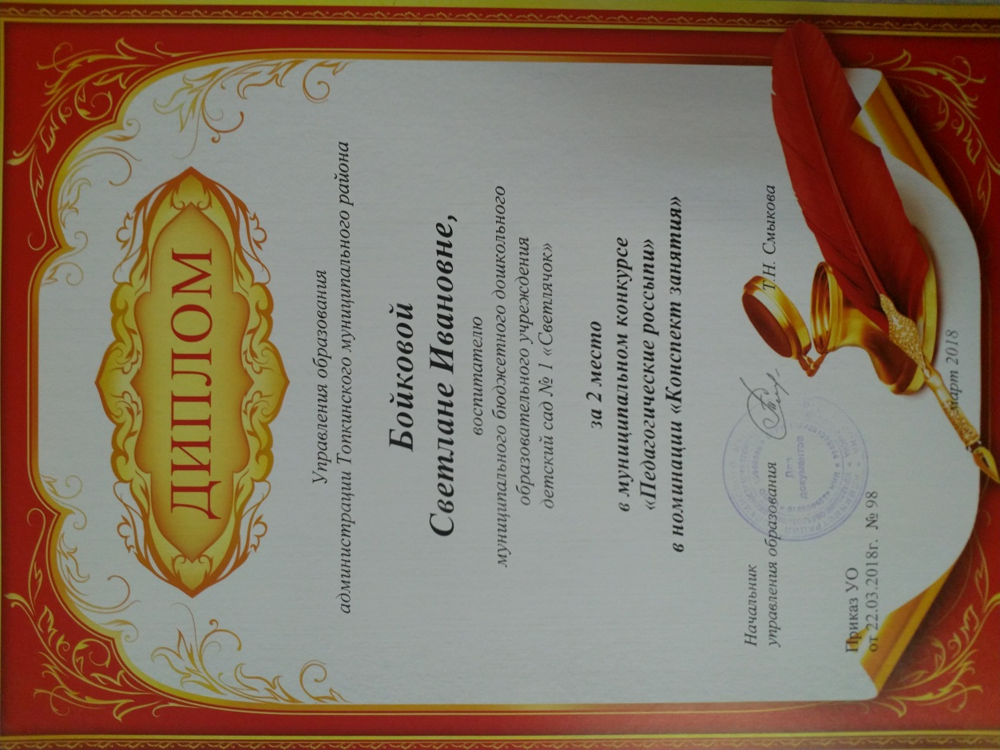 ДИПЛОМ
Управления образования
администрации Топкинского муниципального района
Бойковой
Светлане Ивановне,
воспитателю
муниципального бюджетного дошкольного
образовательного учреждения
детский сад № 1 «Светлячок»
за 2 место
в муниципальном конкурсе
«Педагогические россыпи»
в номинации «Конспект занятия»
Начальник
управления образования
Т.Н. Смыкова
Для
документов
Приказ УО
от 22.03.2018г. № 98
март 2018